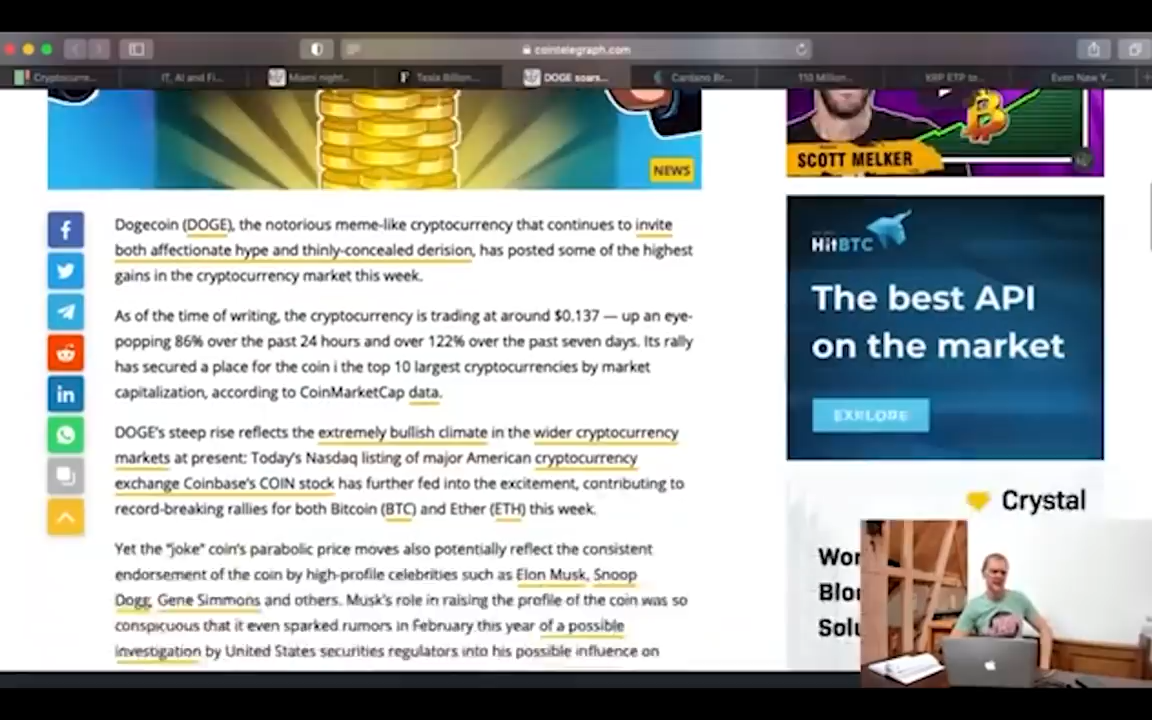 cointelegraph.com
Cryptocurre...
IT, AI and Fi...
Miami night...
Tesla Billion...
DOGE soars...
Cardano Br...
110 Million...
XRP ETP to...
Even New Y...
NEWS
SCOTT MELKER
Dogecoin (DOGE), the notorious meme-like cryptocurrency that continues to invite
both affectionate hype and thinly-concealed derision, has posted some of the highest
gains in the cryptocurrency market this week.
As of the time of writing, the cryptocurrency is trading at around $0.137 — up an eye-
popping 86% over the past 24 hours and over 122% over the past seven days. Its rally
has secured a place for the coin i the top 10 largest cryptocurrencies by market
capitalization, according to CoinMarketCap data.
DOGE's steep rise reflects the extremely bullish climate in the wider cryptocurrency
markets at present: Today's Nasdaq listing of major American cryptocurrency
exchange Coinbase's COIN stock has further fed into the excitement, contributing to
record-breaking rallies for both Bitcoin (BTC) and Ether (ETH) this week.
Yet the "joke" coin's parabolic price moves also potentially reflect the consistent
endorsement of the coin by high-profile celebrities such as Elon Musk, Snoop
Dogg, Gene Simmons and others. Musk's role in raising the profile of the coin was so
conspicuous that it even sparked rumors in February this year of a possible
investigation by United States securities regulators into his possible influence on
HitBTC
The best API
on the market
EXPLORE
Crystal
Wor
Blo
Solu